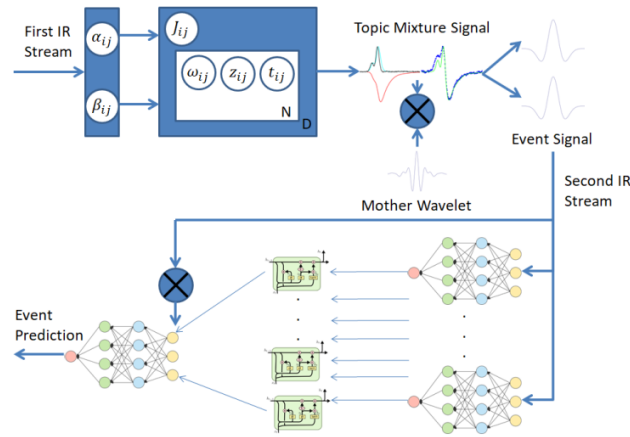 First IR
Stream
α_ij
β_ij
J_ij
ω_ij z_ij t_ij
N
D
Topic Mixture Signal
Mother Wavelet
Event Signal
Second IR
Stream
Event
Prediction